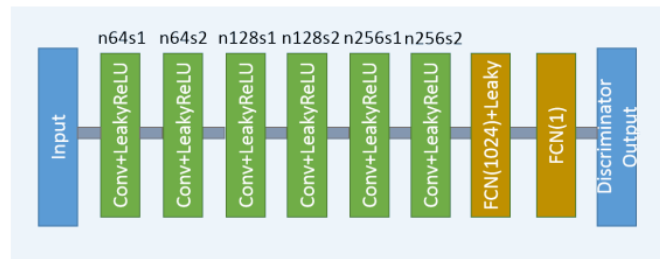 n64s1 n64s2 n128s1 n128s2 n256s1 n256s2
Input
Conv+LeakyReLU
Conv+LeakyReLU
Conv+LeakyReLU
Conv+LeakyReLU
Conv+LeakyReLU
Conv+LeakyReLU
FCN(1024)+Leaky
FCN(1)
Discriminator
Output